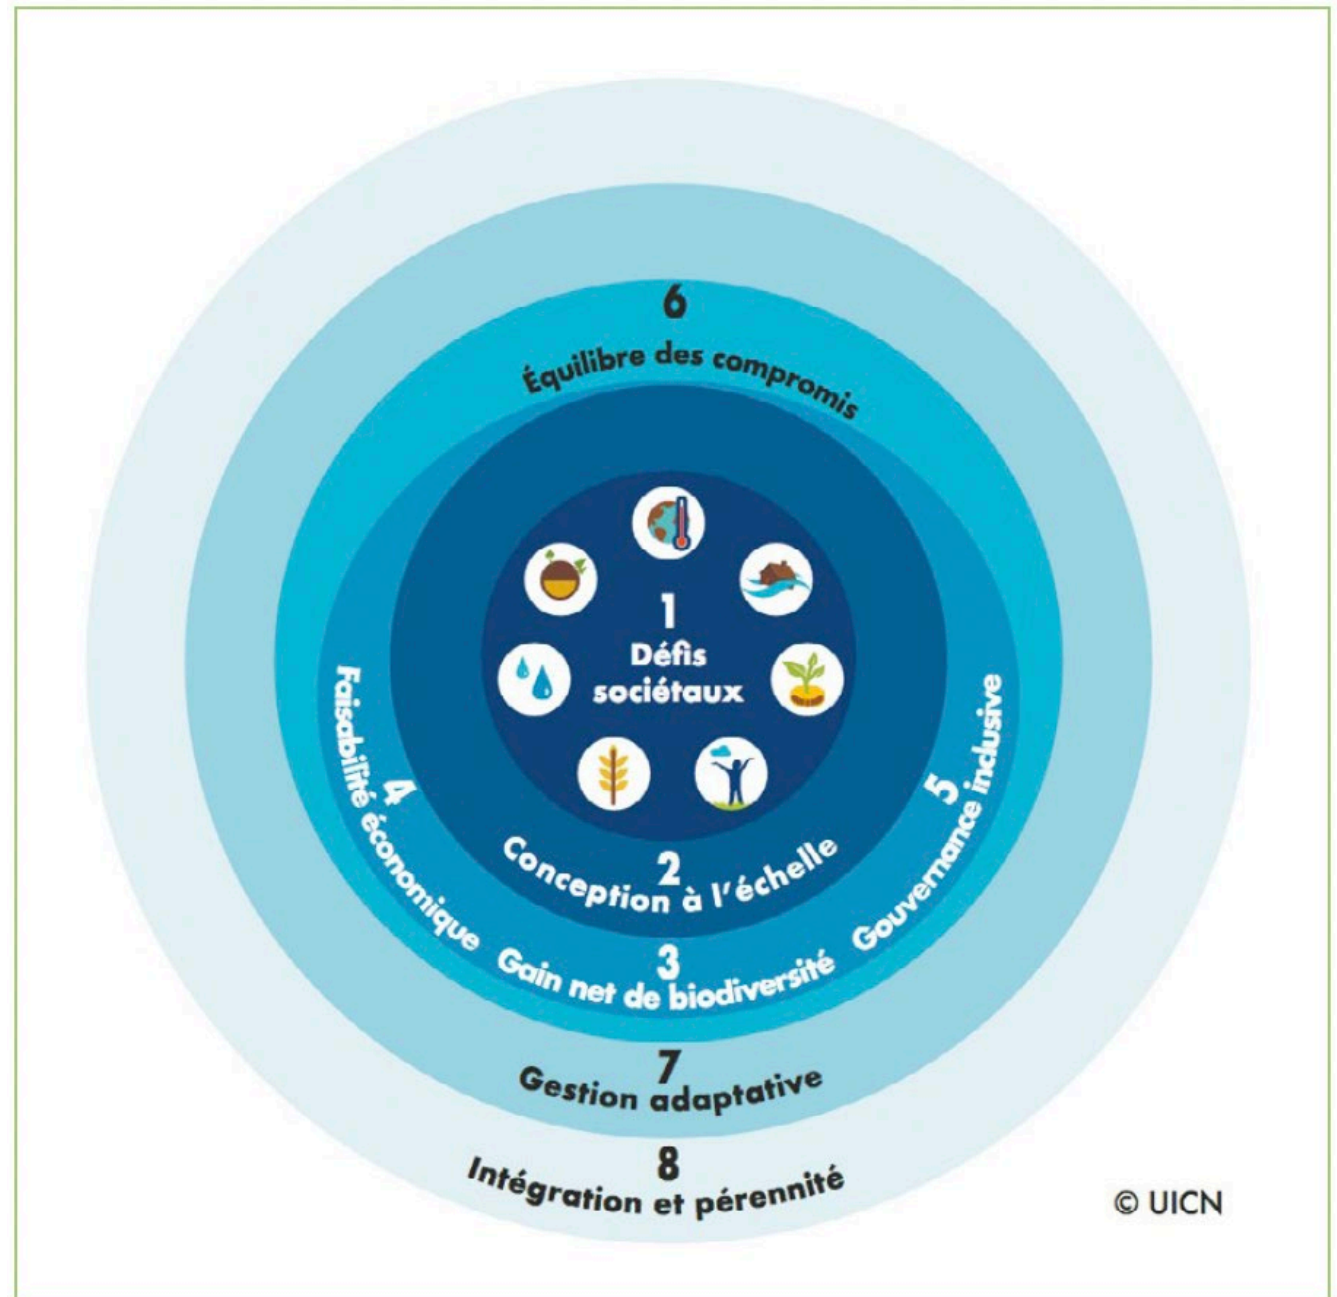 6
Équilibre des compromis
1
Défis
sociétaux
2
Conception à l'échelle
4
Faisabilité économique
3
Gain net de biodiversité
5
Gouvernance inclusive
7
Gestion adaptative
8
Intégration et pérennité
© UICN